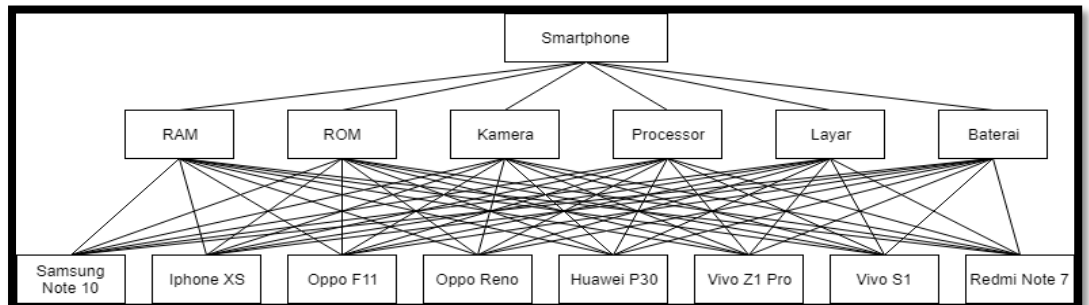 Smartphone
RAM
ROM
Kamera
Processor
Layar
Baterai
Samsung
Note 10
Iphone XS
Oppo F11
Oppo Reno
Huawei P30
Vivo Z1 Pro
Vivo S1
Redmi Note 7